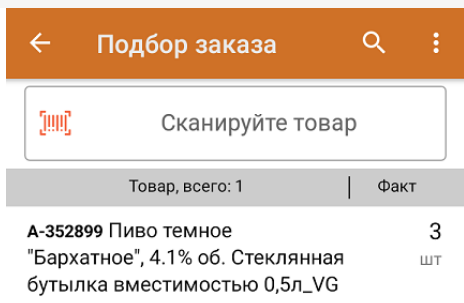 Подбор заказа
Сканируйте товар
Товар, всего: 1 Факт
А-352899 Пиво темное 3
"Бархатное", 4.1% об. Стеклянная шт
бутылка вместимостью 0,5л_VG